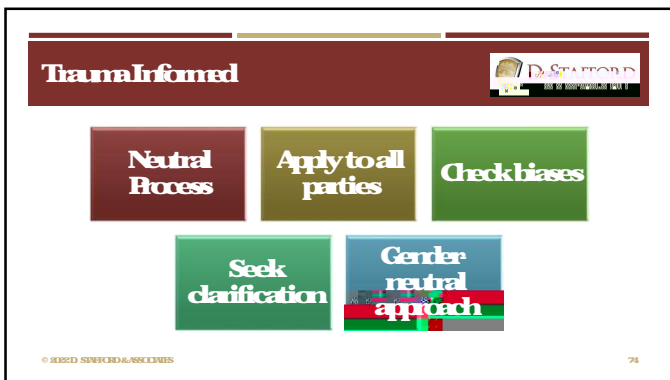 Trauma Informed
D. STAFFORD
Neutral
Process
Apply to all
parties
Check biases
Seek
clarification
Gender-
neutral
approach
© 2022 D. STAFFORD & ASSOCIATES
74